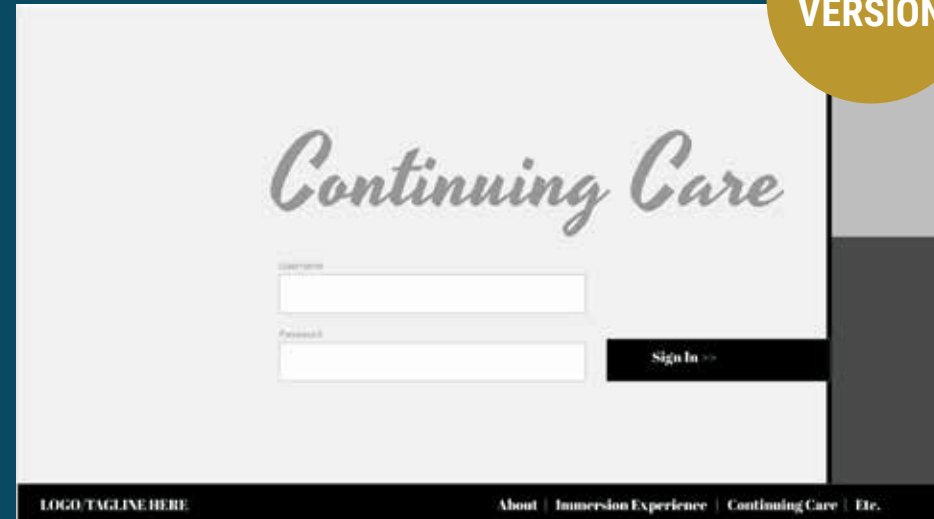 VERSION
Continuing Care
Username
Password
Sign In >>
LOGO/TAGLINE HERE
About | Immersion Experience | Continuing Care | Etc.